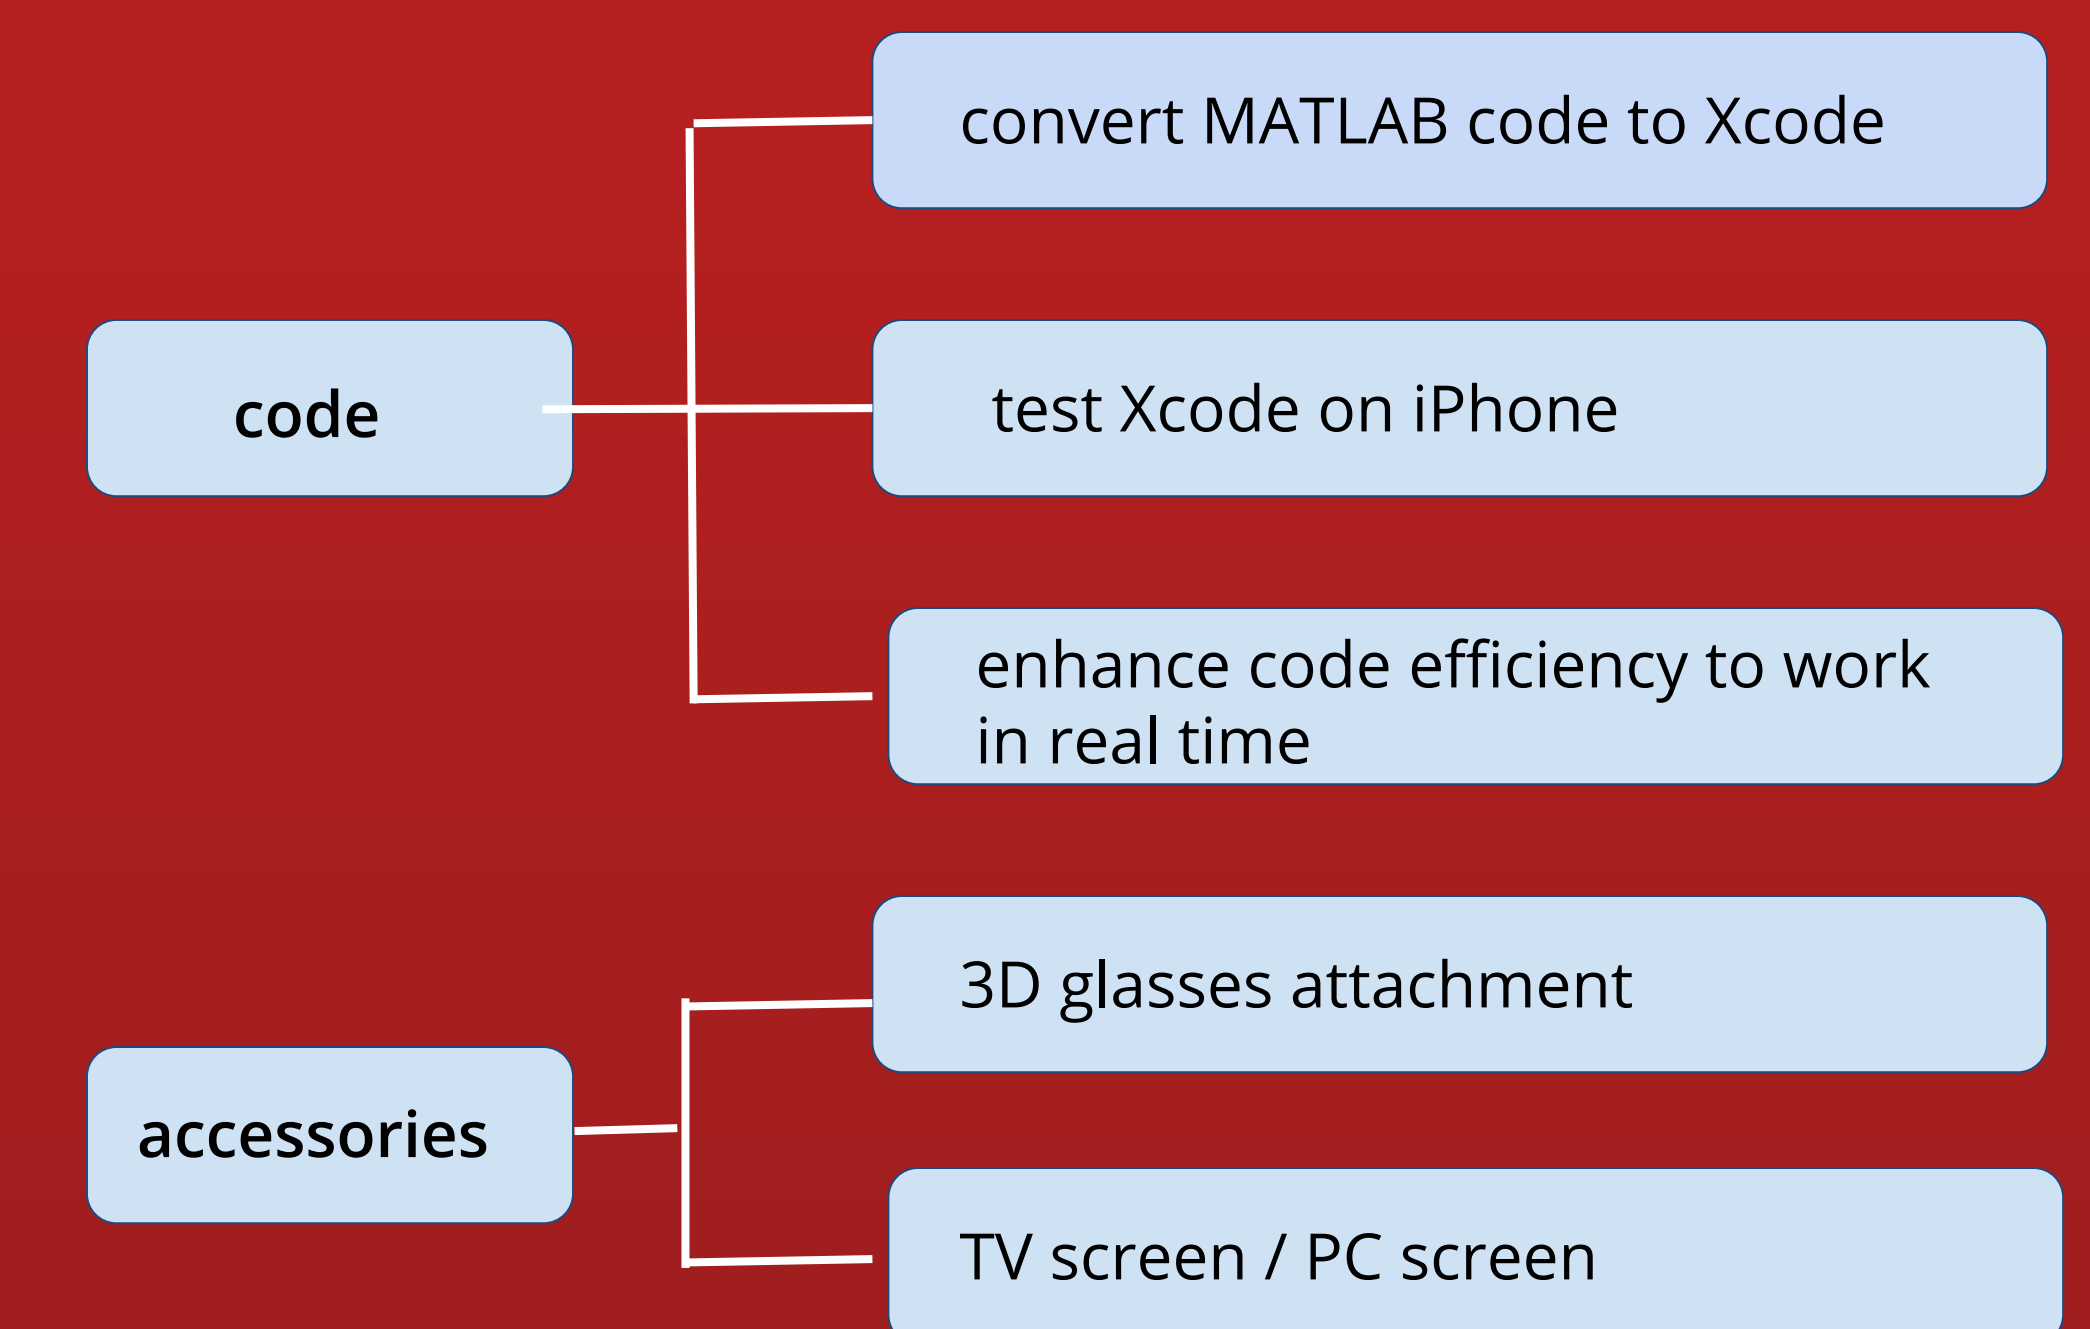 convert MATLAB code to Xcode
code
test Xcode on iPhone
enhance code efficiency to work
in real time
3D glasses attachment
accessories
TV screen / PC screen